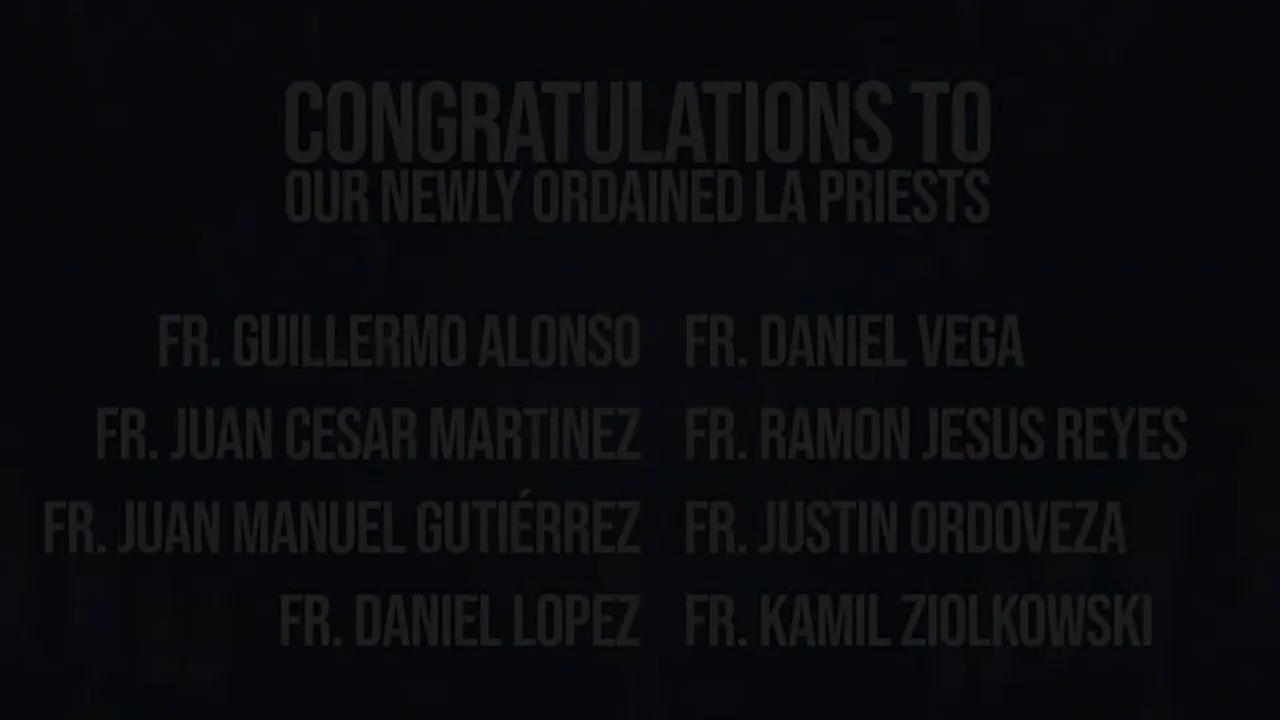 CONGRATULATIONS TO
OUR NEWLY ORDAINED LA PRIESTS
FR. GUILLERMO ALONSO
FR. JUAN CESAR MARTINEZ
FR. JUAN MANUEL GUTIÉRREZ
FR. DANIEL LOPEZ
FR. DANIEL VEGA
FR. RAMON JESUS REYES
FR. JUSTIN ORDOVEZA
FR. KAMIL ZIOLKOWSKI